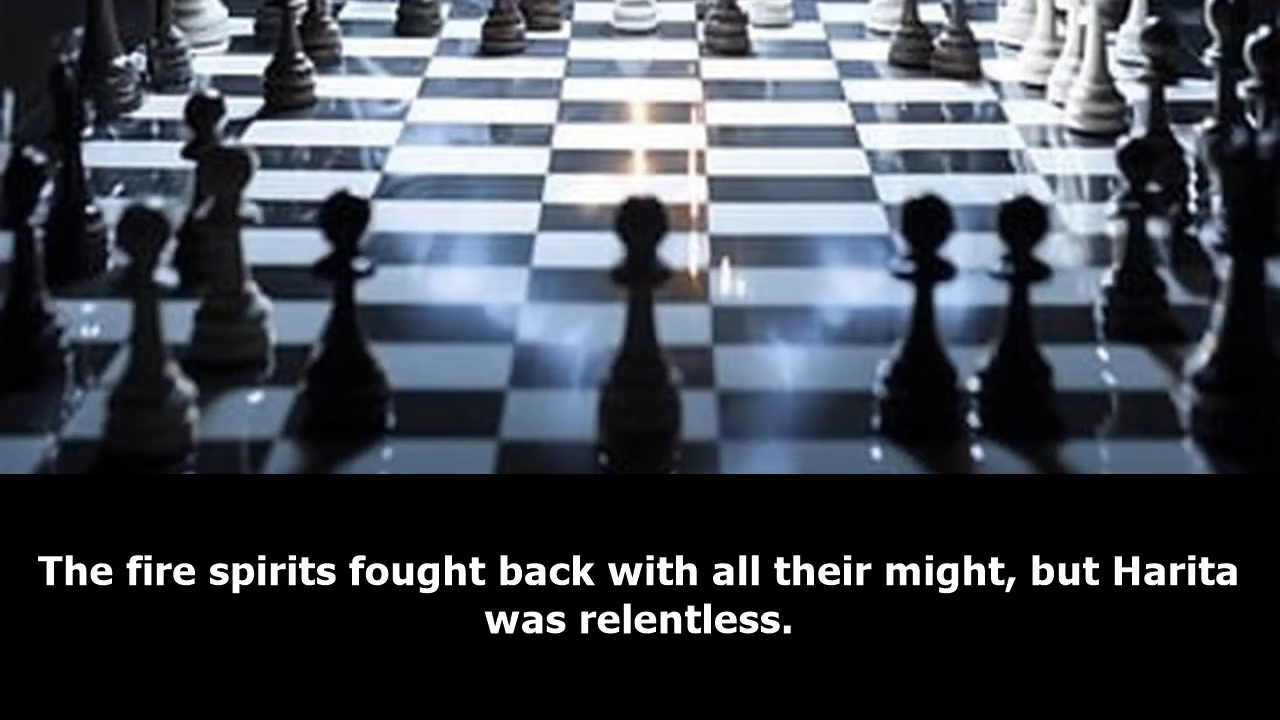 The fire spirits fought back with all their might, but Harita
was relentless.